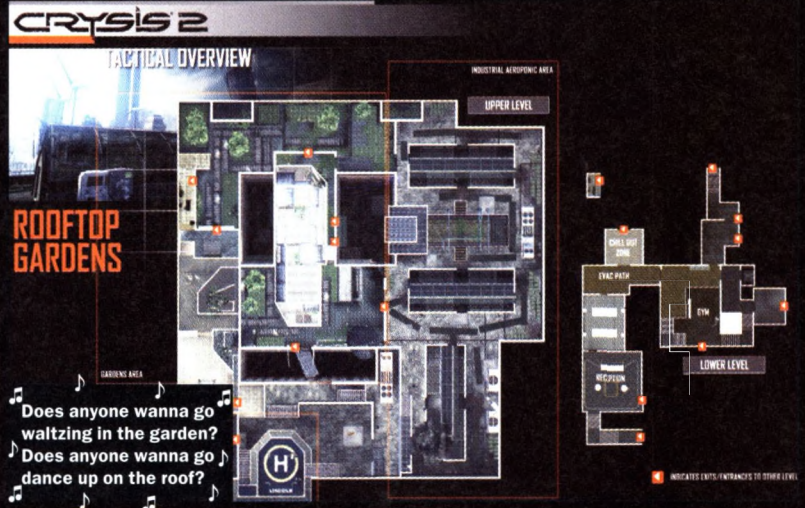 CRYSIS 2
TACTICAL OVERVIEW
INDUSTRIAL AEROPONIC AREA
UPPER LEVEL
ROOFTOP
GARDENS
CHILL OUT
ZONE
EVAC PATH
GYM
LOWER LEVEL
RECEPTION
GARDENS AREA
Does anyone wanna go
waltzing in the garden?
Does anyone wanna go
dance up on the roof?
H
LINCOLN
INDICATES EXITS/ENTRANCES TO OTHER LEVEL